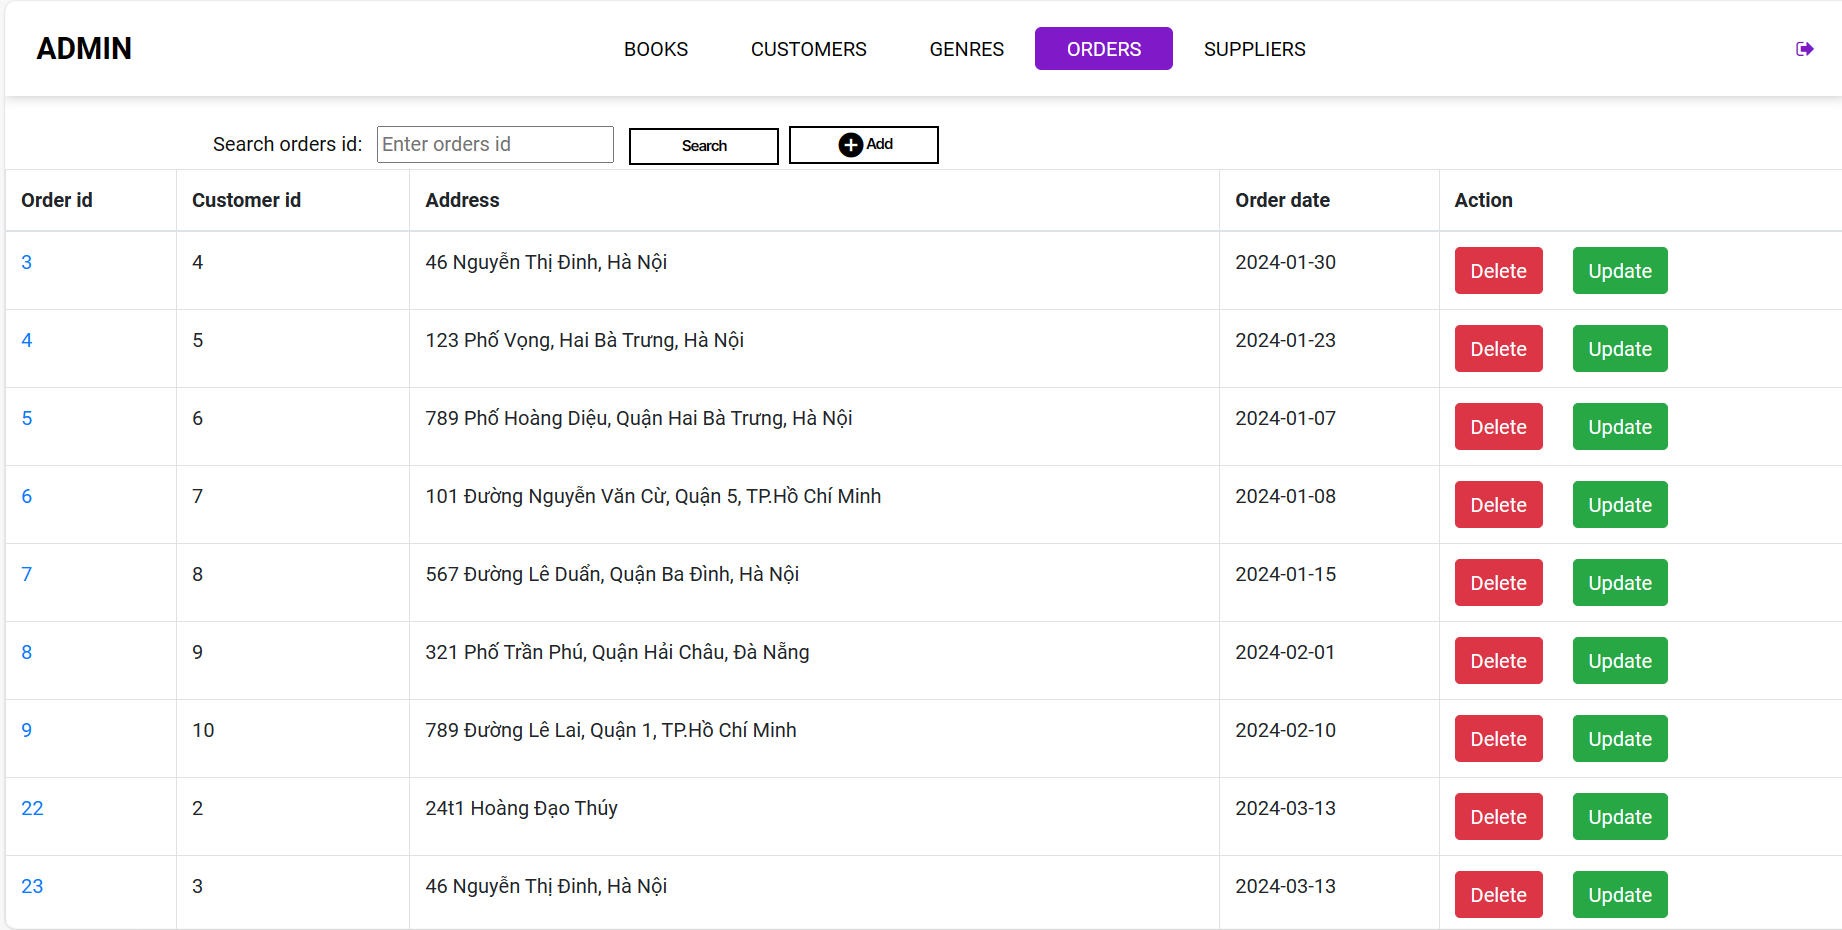 ADMIN BOOKS CUSTOMERS GENRES ORDERS SUPPLIERS
Search orders id: Enter orders id Search Add
Order id Customer id Address Order date Action
3 4 46 Nguyễn Thị Đinh, Hà Nội 2024-01-30 Delete Update
4 5 123 Phố Vọng, Hai Bà Trưng, Hà Nội 2024-01-23 Delete Update
5 6 789 Phố Hoàng Diệu, Quận Hai Bà Trưng, Hà Nội 2024-01-07 Delete Update
6 7 101 Đường Nguyễn Văn Cừ, Quận 5, TP.Hồ Chí Minh 2024-01-08 Delete Update
7 8 567 Đường Lê Duẩn, Quận Ba Đình, Hà Nội 2024-01-15 Delete Update
8 9 321 Phố Trần Phú, Quận Hải Châu, Đà Nẵng 2024-02-01 Delete Update
9 10 789 Đường Lê Lai, Quận 1, TP.Hồ Chí Minh 2024-02-10 Delete Update
22 2 24t1 Hoàng Đạo Thúy 2024-03-13 Delete Update
23 3 46 Nguyễn Thị Đinh, Hà Nội 2024-03-13 Delete Update